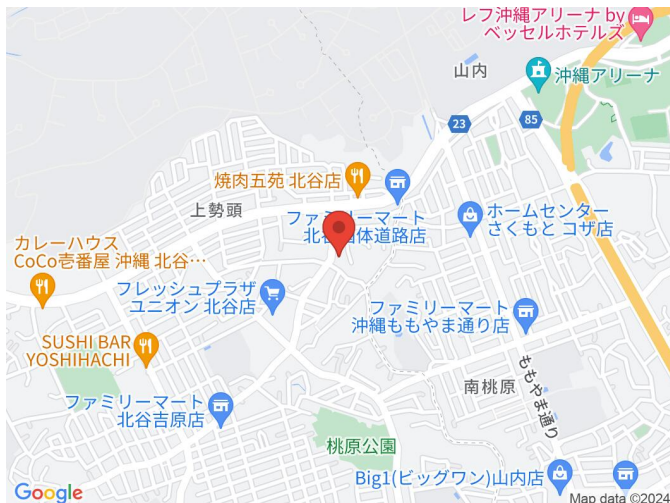 レフ沖縄アリーナ by
ベッセルホテルズ
山内
沖縄アリーナ
23
85
焼肉五苑 北谷店
上勢頭
ファミリーマート
ホームセンター
さくもと コザ店
カレーハウス
CoCo壱番屋 沖縄 北谷…
フレッシュプラザ
ユニオン 北谷店
ファミリーマート
沖縄ももやま通り店
SUSHI BAR
YOSHIHACHI
南桃原
ももやま通り
ファミリーマート
北谷吉原店
桃原公園
Big1(ビッグワン)山内店
Google
Map data ©2024